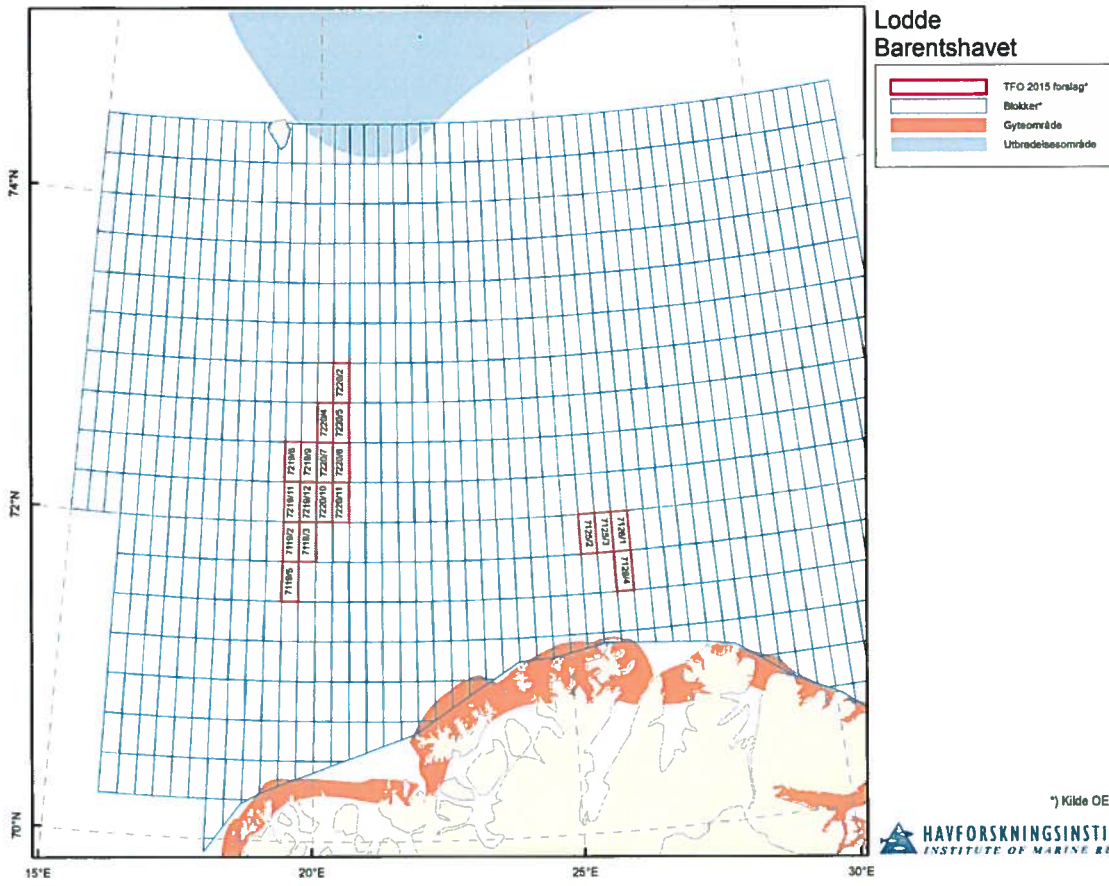 Lodde
Barentshavet
TFO 2015 forslag*
Blokker*
Gyteområde
Utbredelsesområde
74°N
72°N
70°N
7220/2
7220/4
7220/5
7219/8
7219/9
7220/7
7220/8
7219/11
7219/12
7220/10
7220/11
7119/2
7119/3
7119/5
7125/2
7125/3
7126/1
7126/4
*) Kilde OE
HAVFORSKNINGSINSTI
INSTITUTE OF MARINE RE
15°E
20°E
25°E
30°E